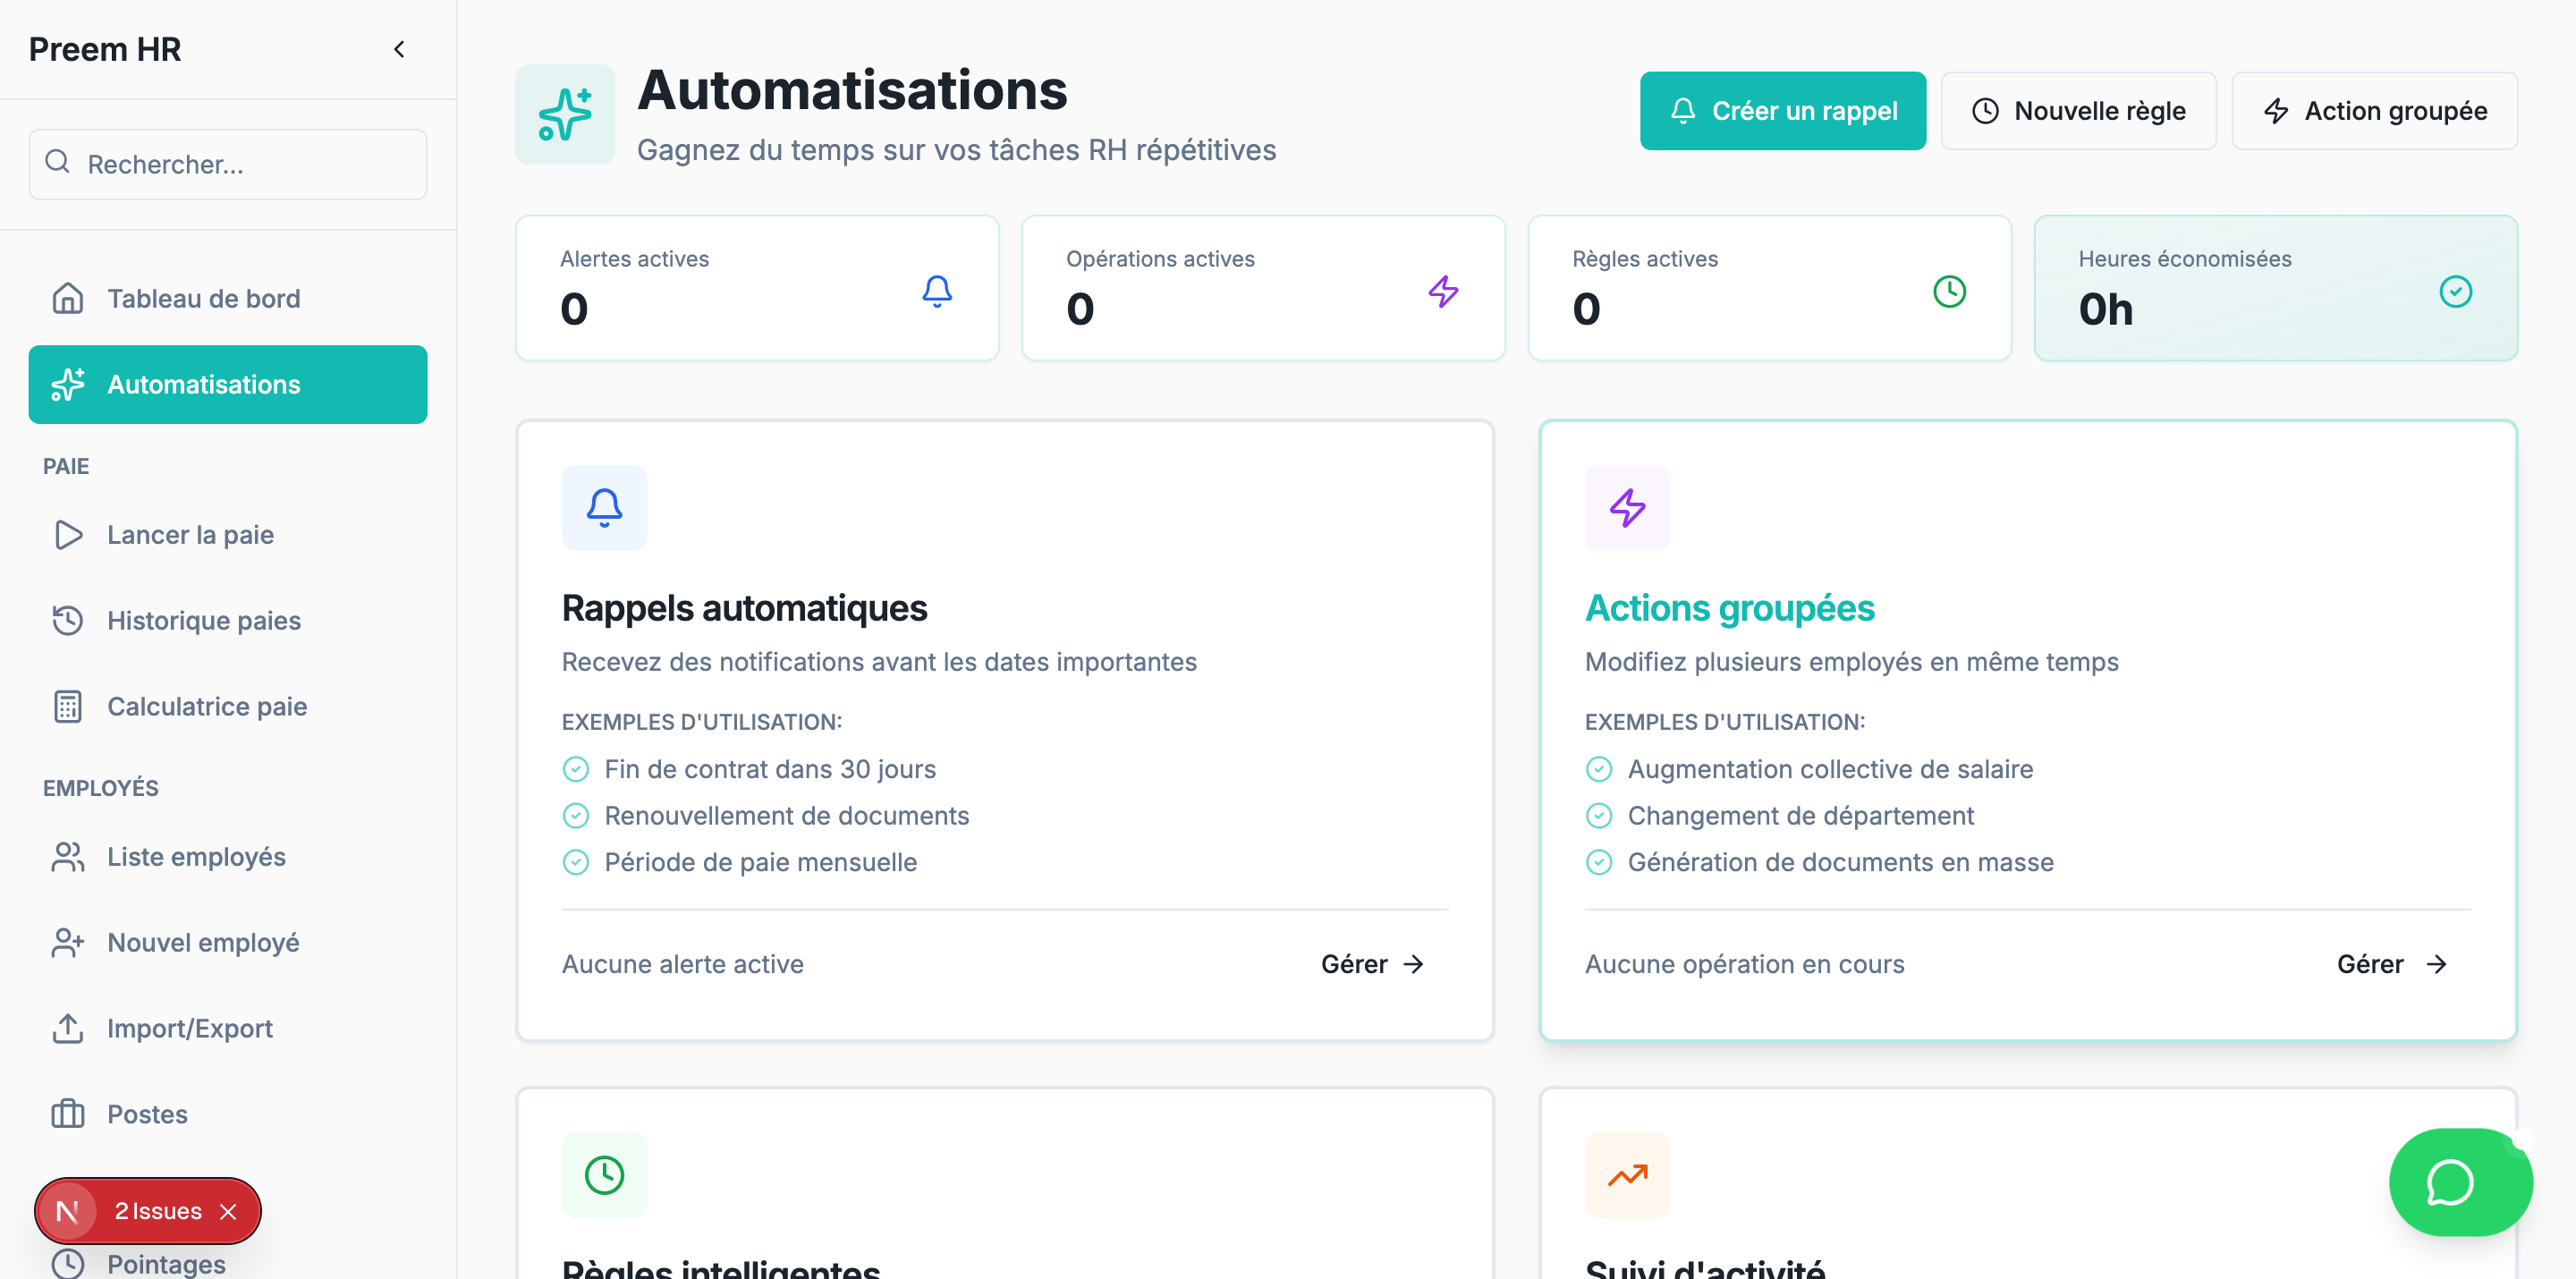 Preem HR
Rechercher...
Tableau de bord
Automatisations
PAIE
Lancer la paie
Historique paies
Calculatrice paie
EMPLOYÉS
Liste employés
Nouvel employé
Import/Export
Postes
N 2 Issues
Pointages
Automatisations
Gagnez du temps sur vos tâches RH répétitives
Créer un rappel
Nouvelle règle
Action groupée
Alertes actives
0
Opérations actives
0
Règles actives
0
Heures économisées
0h
Rappels automatiques
Recevez des notifications avant les dates importantes
EXEMPLES D'UTILISATION:
Fin de contrat dans 30 jours
Renouvellement de documents
Période de paie mensuelle
Aucune alerte active
Gérer
Actions groupées
Modifiez plusieurs employés en même temps
EXEMPLES D'UTILISATION:
Augmentation collective de salaire
Changement de département
Génération de documents en masse
Aucune opération en cours
Gérer
Règles intelligentes
Suivi d'activité